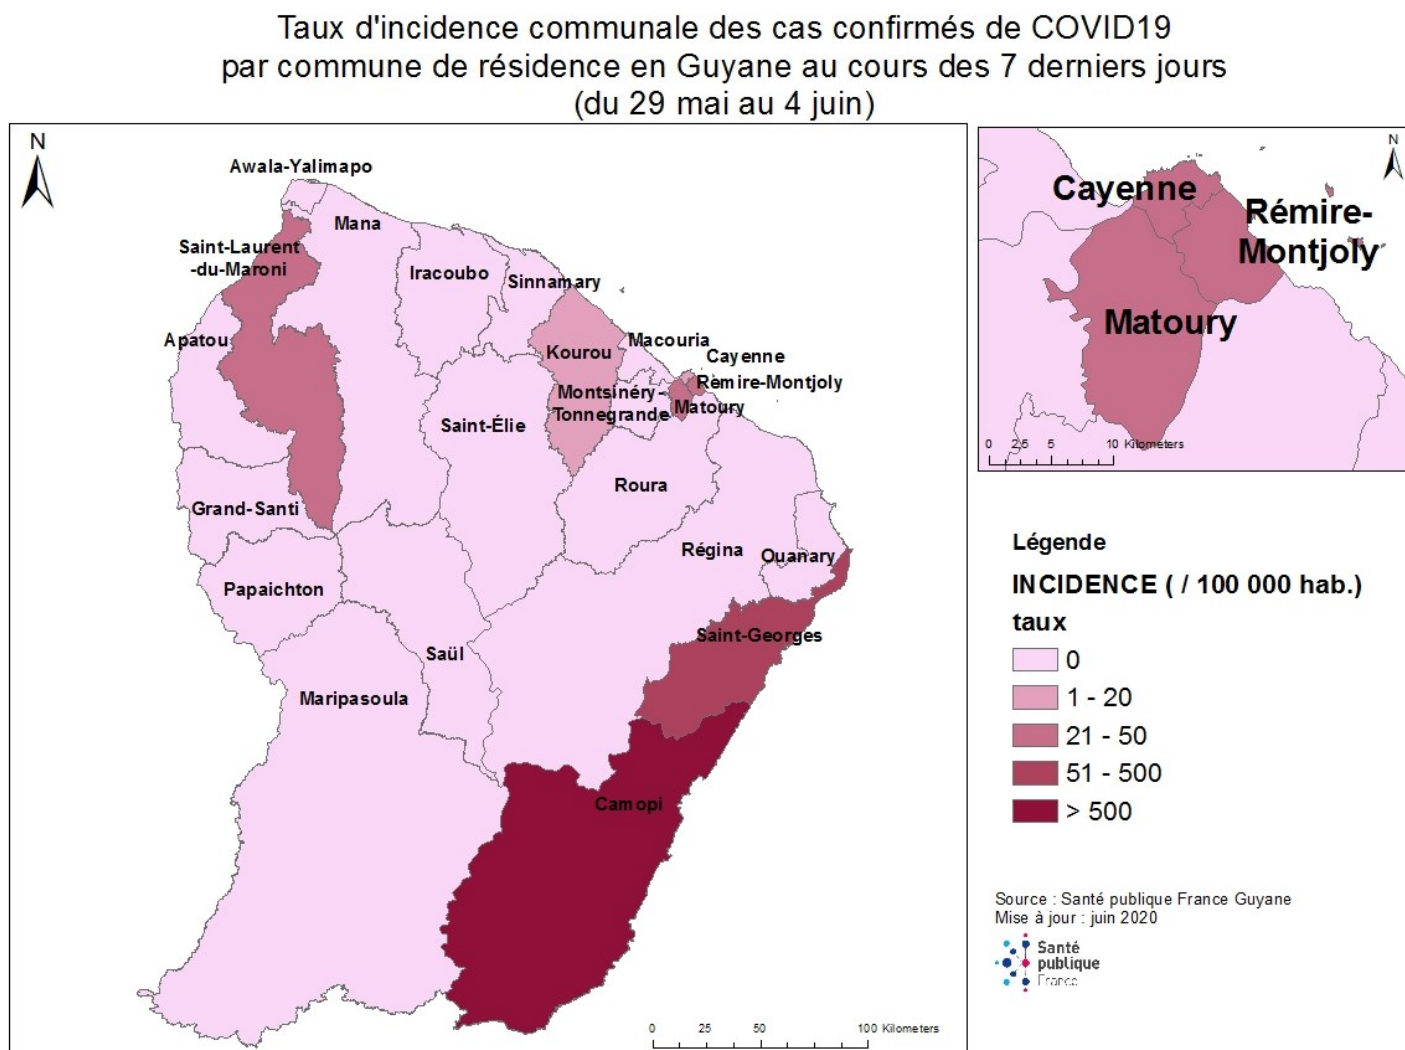 Taux d'incidence communale des cas confirmés de COVID19
par commune de résidence en Guyane au cours des 7 derniers jours
(du 29 mai au 4 juin)
N
Awala-Yalimapo
Mana
Saint-Laurent
-du-Maroni
Iracoubo
Sinnamary
Apatou
Kourou
Macouria
Cayenne
Rémire-Montjoly
Montsinéry-
Tonnegrande
Matoury
Saint-Élie
Roura
Grand-Santi
Régina
Ouanary
Papaichton
Saint-Georges
Saül
Maripasoula
Camopi
0 25 50 100 Kilometers
N
Cayenne
Rémire-
Montjoly
Matoury
0 2,5 5 10 Kilometers
Légende
INCIDENCE ( / 100 000 hab.)
taux
0
1 - 20
21 - 50
51 - 500
> 500
Source : Santé publique France Guyane
Mise à jour : juin 2020
Santé
publique
France